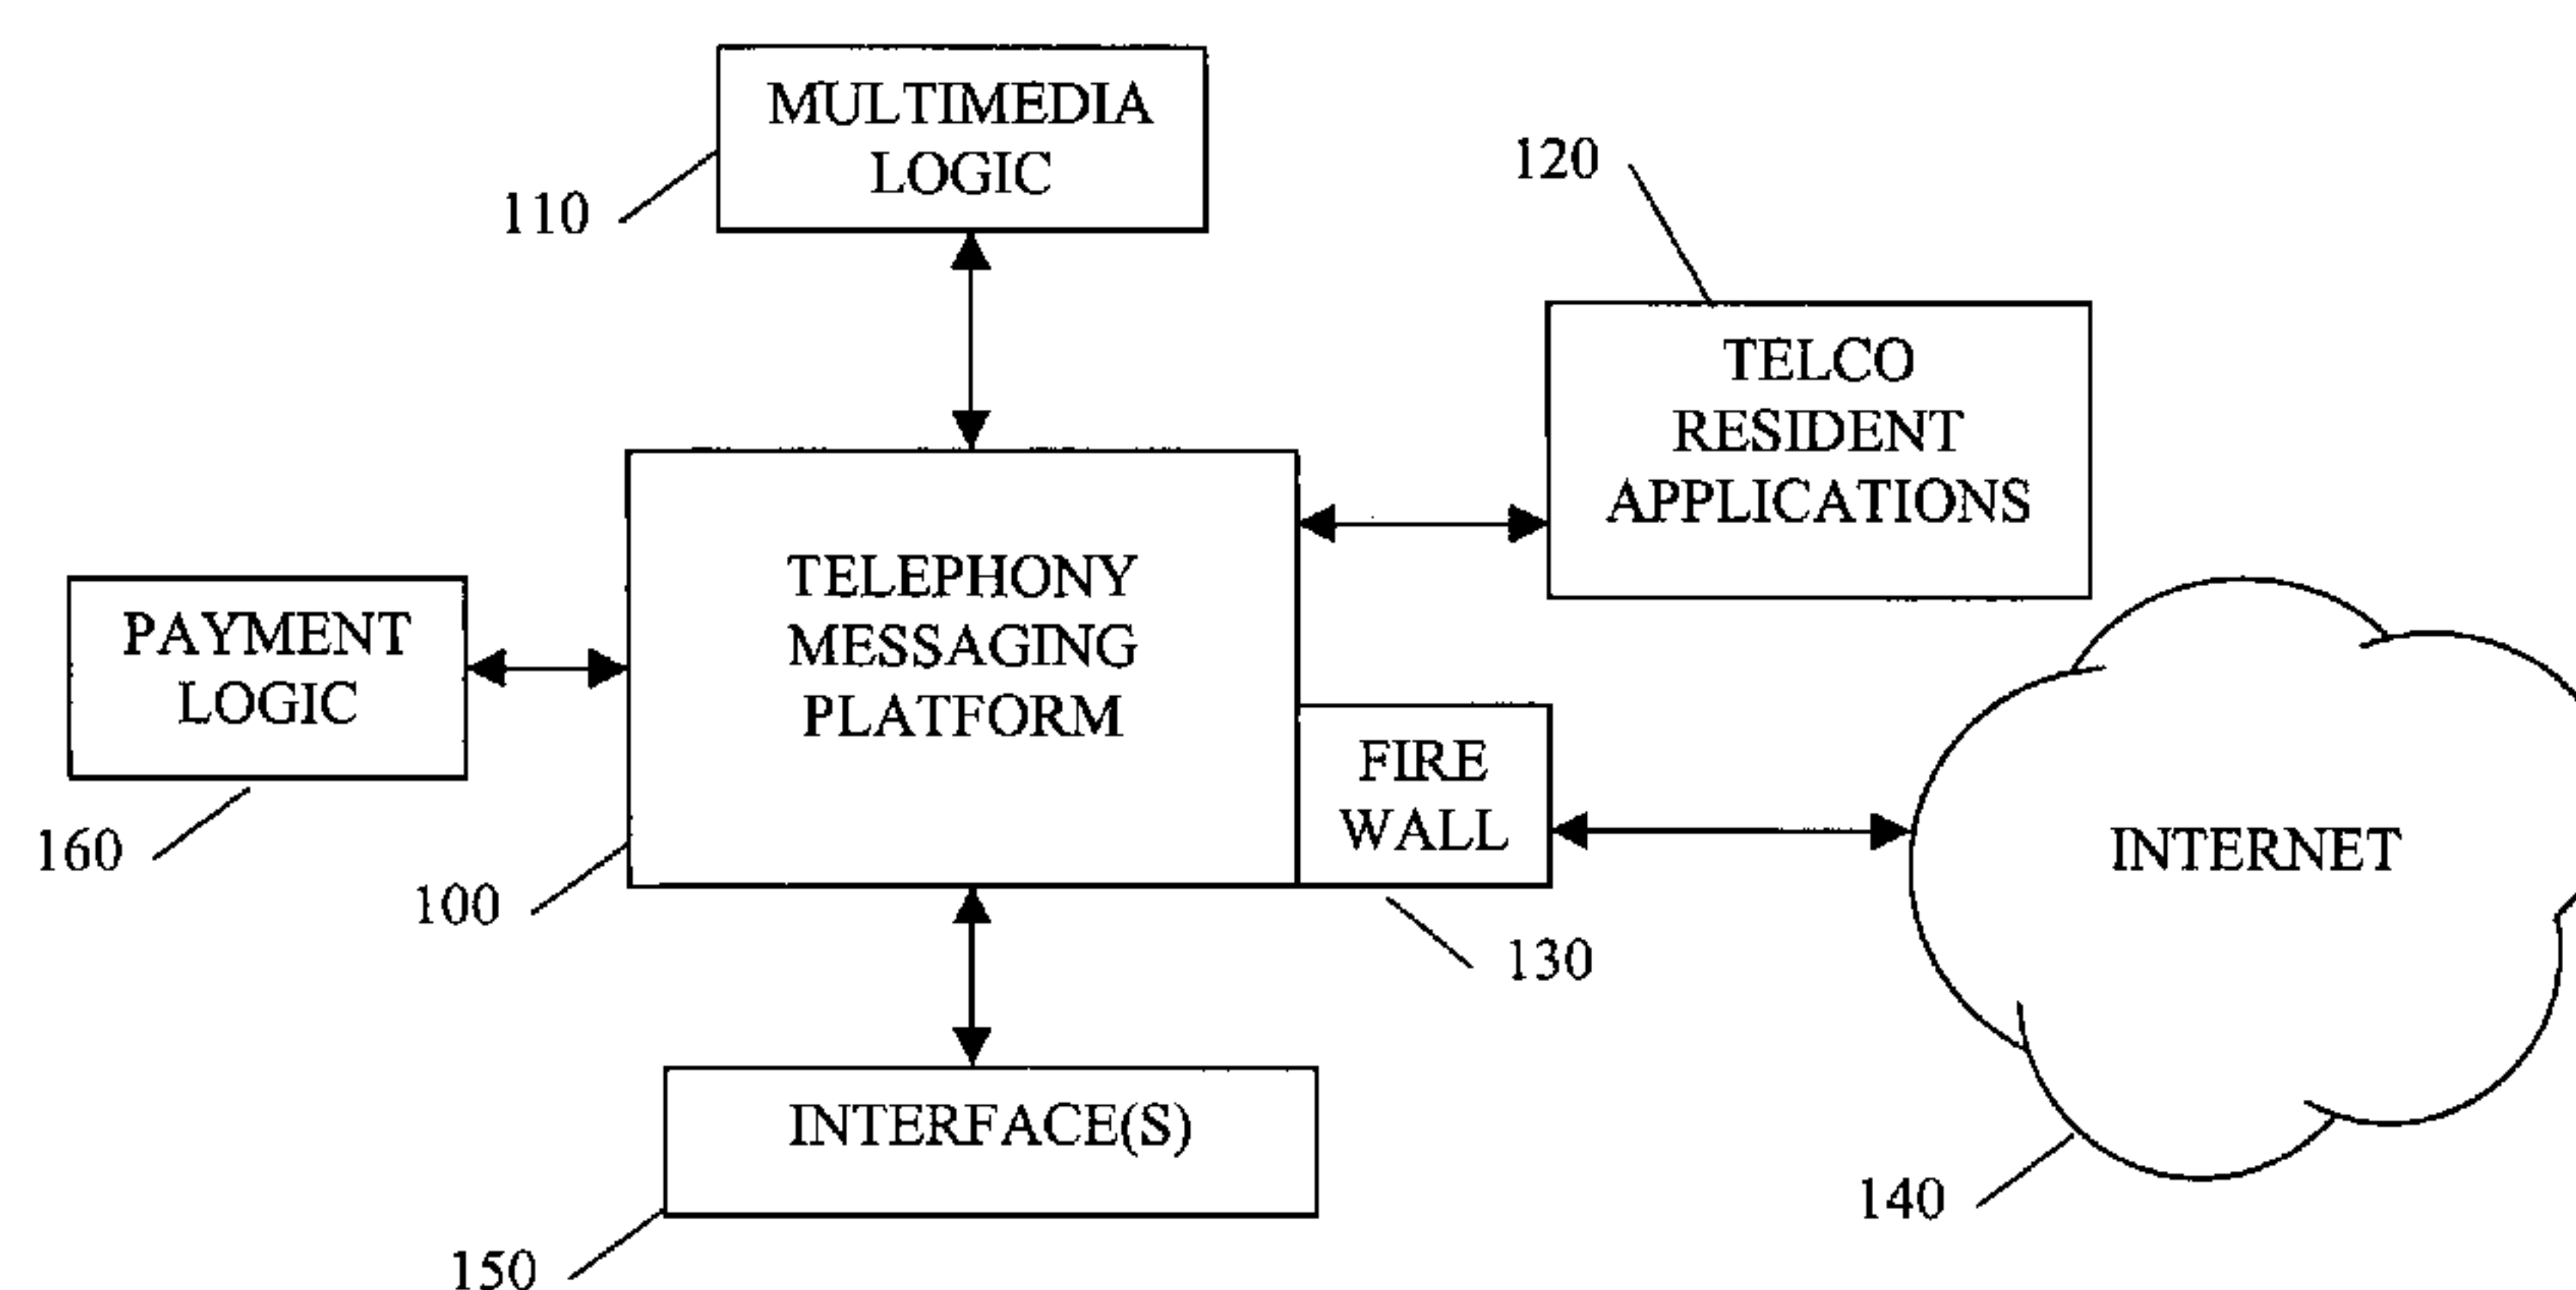 MULTIMEDIA
LOGIC
110
120
TELCO
RESIDENT
APPLICATIONS
TELEPHONY
MESSAGING
PLATFORM
PAYMENT
LOGIC
160
100
FIRE
WALL
130
INTERNET
140
INTERFACE(S)
150